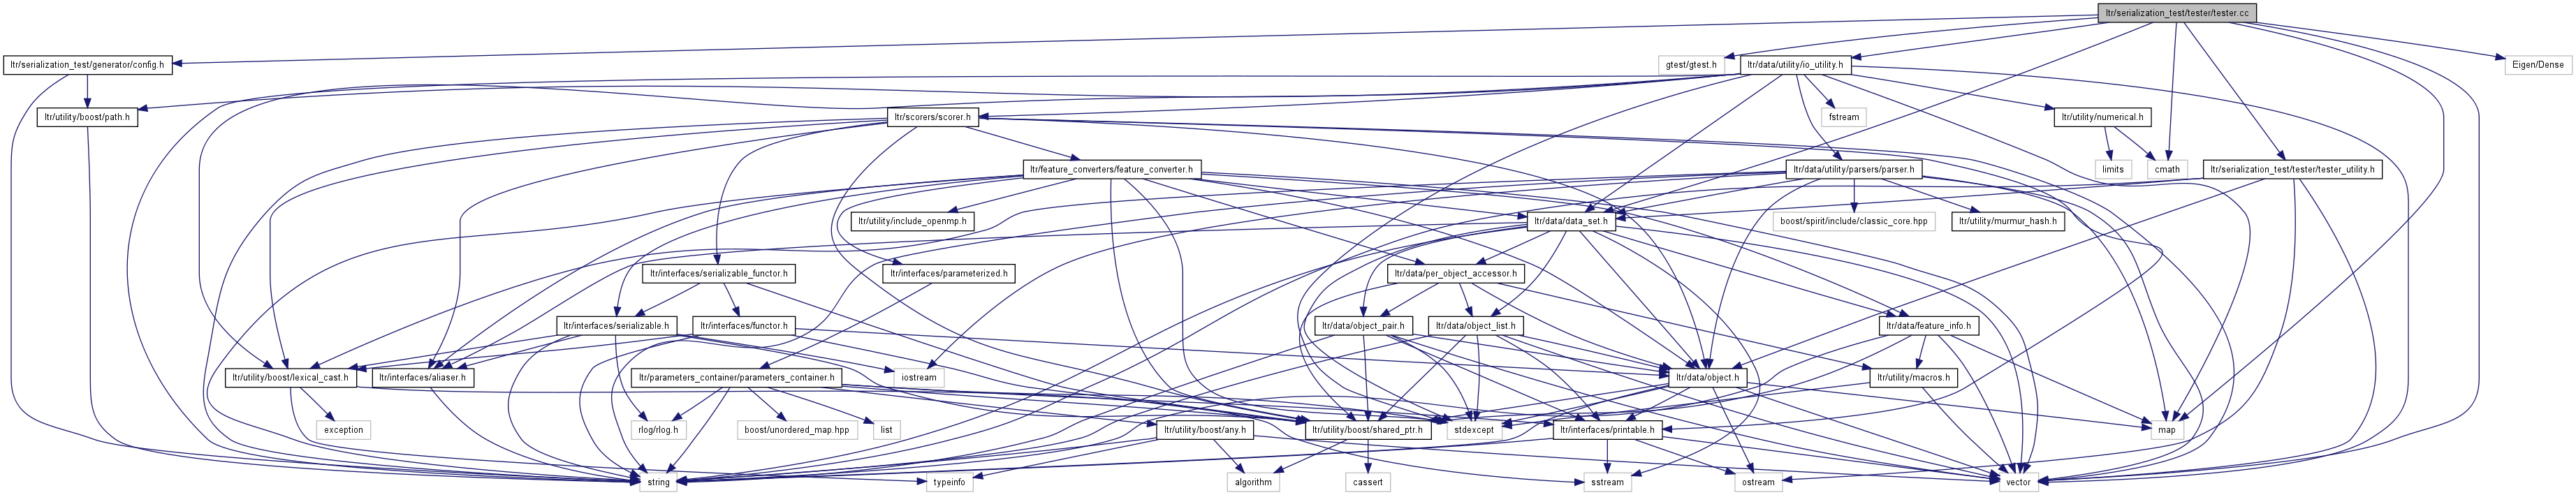 ltr/serialization_test/tester/tester.cc
ltr/serialization_test/generator/config.h
gtest/gtest.h
ltr/data/utility/io_utility.h
Eigen/Dense
ltr/utility/boost/path.h
ltr/scorers/scorer.h
fstream
ltr/utility/numerical.h
ltr/feature_converters/feature_converter.h
ltr/data/utility/parsers/parser.h
limits
cmath
ltr/serialization_test/tester/tester_utility.h
ltr/utility/include_openmp.h
ltr/data/data_set.h
boost/spirit/include/classic_core.hpp
ltr/utility/murmur_hash.h
ltr/interfaces/serializable_functor.h
ltr/interfaces/parameterized.h
ltr/data/per_object_accessor.h
ltr/interfaces/serializable.h
ltr/interfaces/functor.h
ltr/data/object_pair.h
ltr/data/object_list.h
ltr/data/feature_info.h
ltr/utility/boost/lexical_cast.h
ltr/interfaces/aliaser.h
ltr/parameters_container/parameters_container.h
iostream
ltr/data/object.h
ltr/utility/macros.h
exception
rlog/rlog.h
boost/unordered_map.hpp
list
ltr/utility/boost/any.h
ltr/utility/boost/shared_ptr.h
stdexcept
ltr/interfaces/printable.h
map
string
typeinfo
algorithm
cassert
sstream
ostream
vector